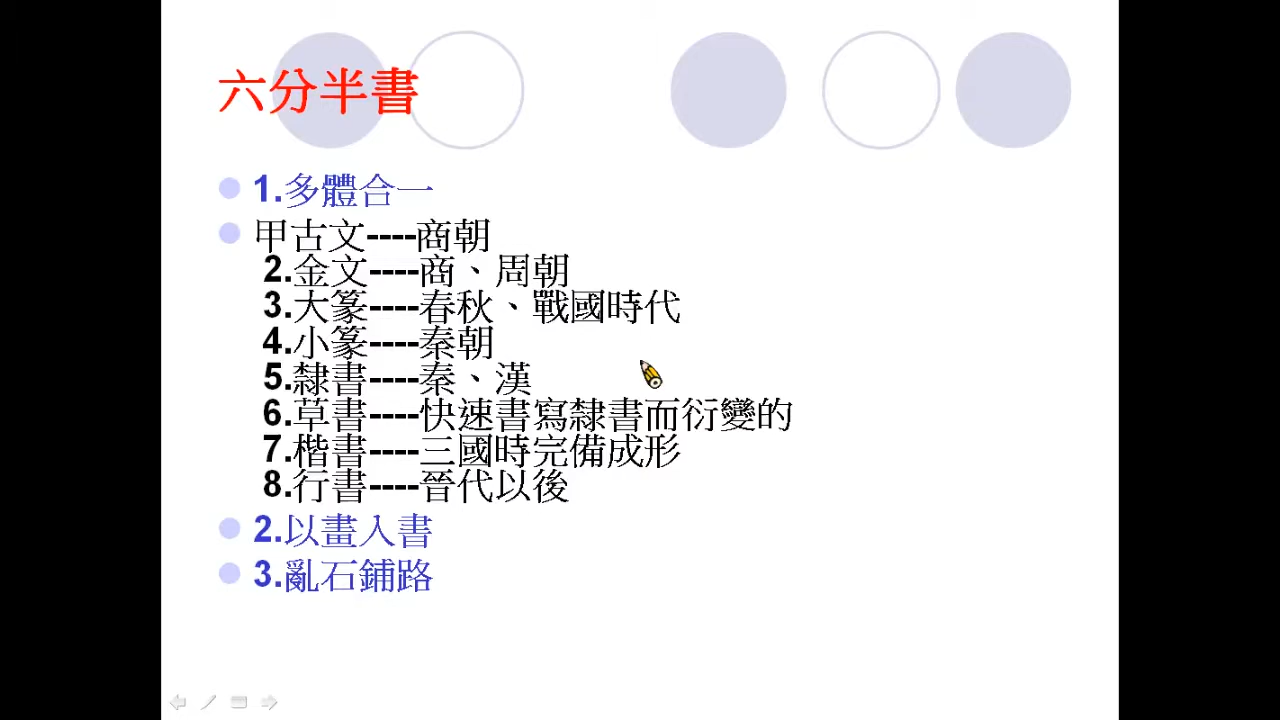 六分半書
1.多體合一
甲古文----商朝
2.金文----商、周朝
3.大篆----春秋、戰國時代
4.小篆----秦朝
5.隸書----秦、漢
6.草書----快速書寫隸書而衍變的
7.楷書----三國時完備成形
8.行書----晉代以後
2.以畫入書
3.亂石鋪路